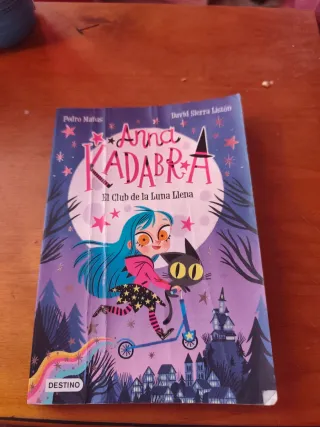 Pedro Mañas
David Sierra Listón
Anna
KADABRA
El Club de la Luna Llena
DESTINO